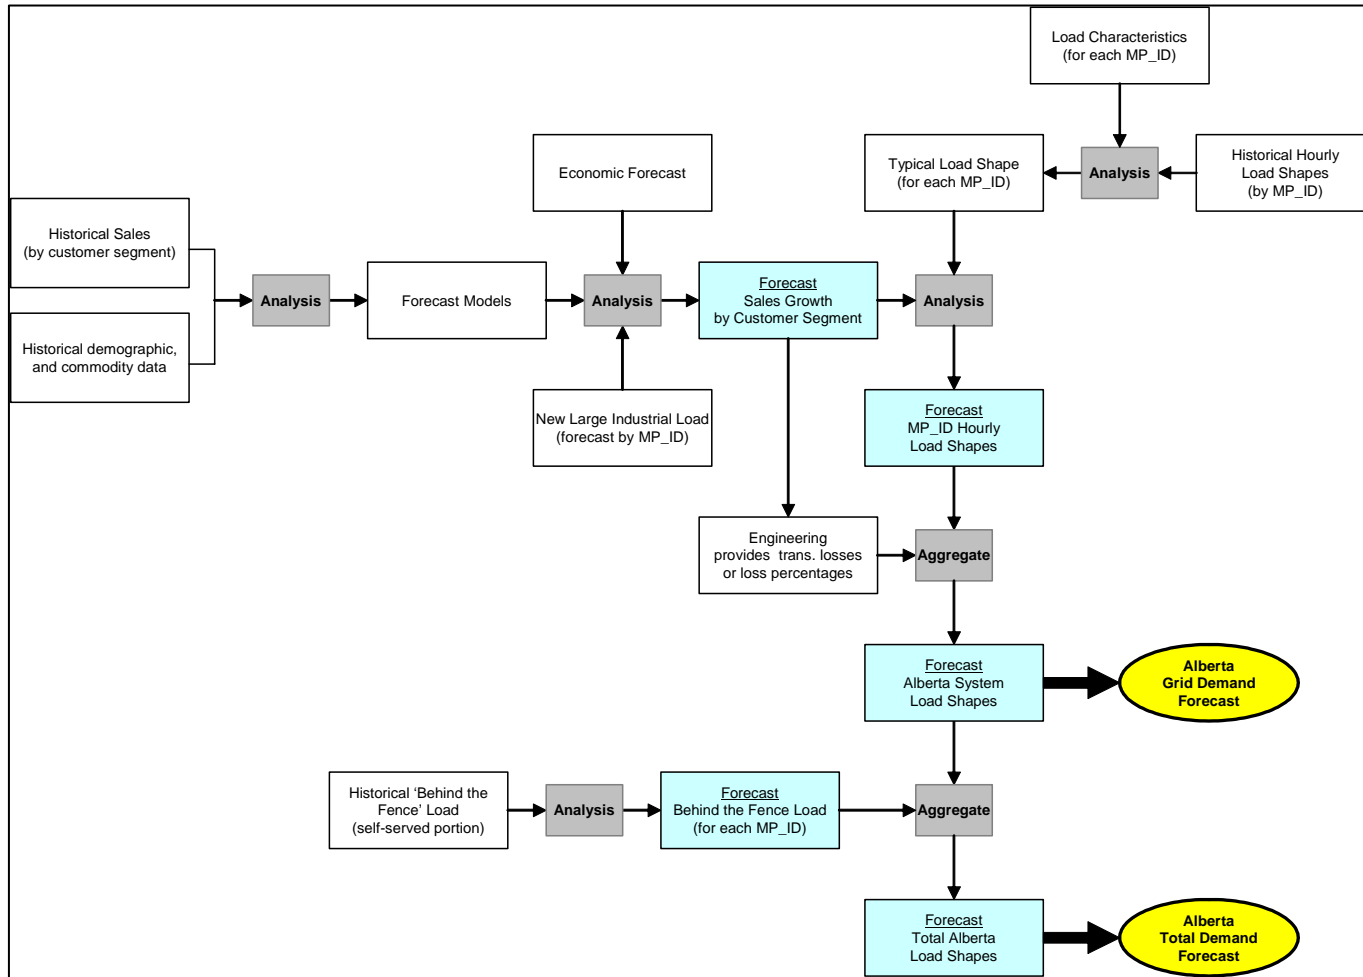 Load Characteristics
(for each MP_ID)
Economic Forecast
Typical Load Shape
(for each MP_ID)
Analysis
Historical Hourly
Load Shapes
(by MP_ID)
Historical Sales
(by customer segment)
Historical demographic,
and commodity data
Analysis
Forecast Models
Analysis
Forecast
Sales Growth
by Customer Segment
Analysis
New Large Industrial Load
(forecast by MP_ID)
Forecast
MP_ID Hourly
Load Shapes
Engineering
provides trans. losses
or loss percentages
Aggregate
Forecast
Alberta System
Load Shapes
Alberta
Grid Demand
Forecast
Historical ‘Behind the
Fence’ Load
(self-served portion)
Analysis
Forecast
Behind the Fence Load
(for each MP_ID)
Aggregate
Forecast
Total Alberta
Load Shapes
Alberta
Total Demand
Forecast